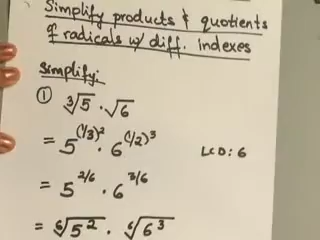 Simplify products & quotients
of radicals w/ diff. Indexes
Simplify:
① ∛5 · √6
= 5^(1/3)² · 6^(1/2)³ LCD: 6
= 5^2/6 · 6^3/6
= ⁶√5² · ⁶√6³